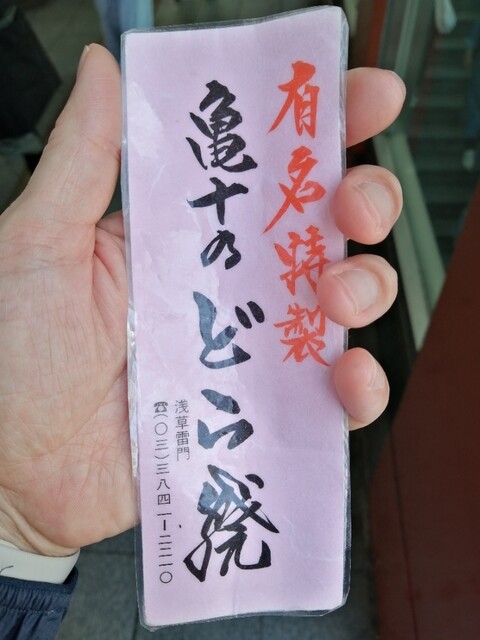 有名特製
亀十の
どら焼
浅草雷門
☎(〇三)三八四一ー二二一〇